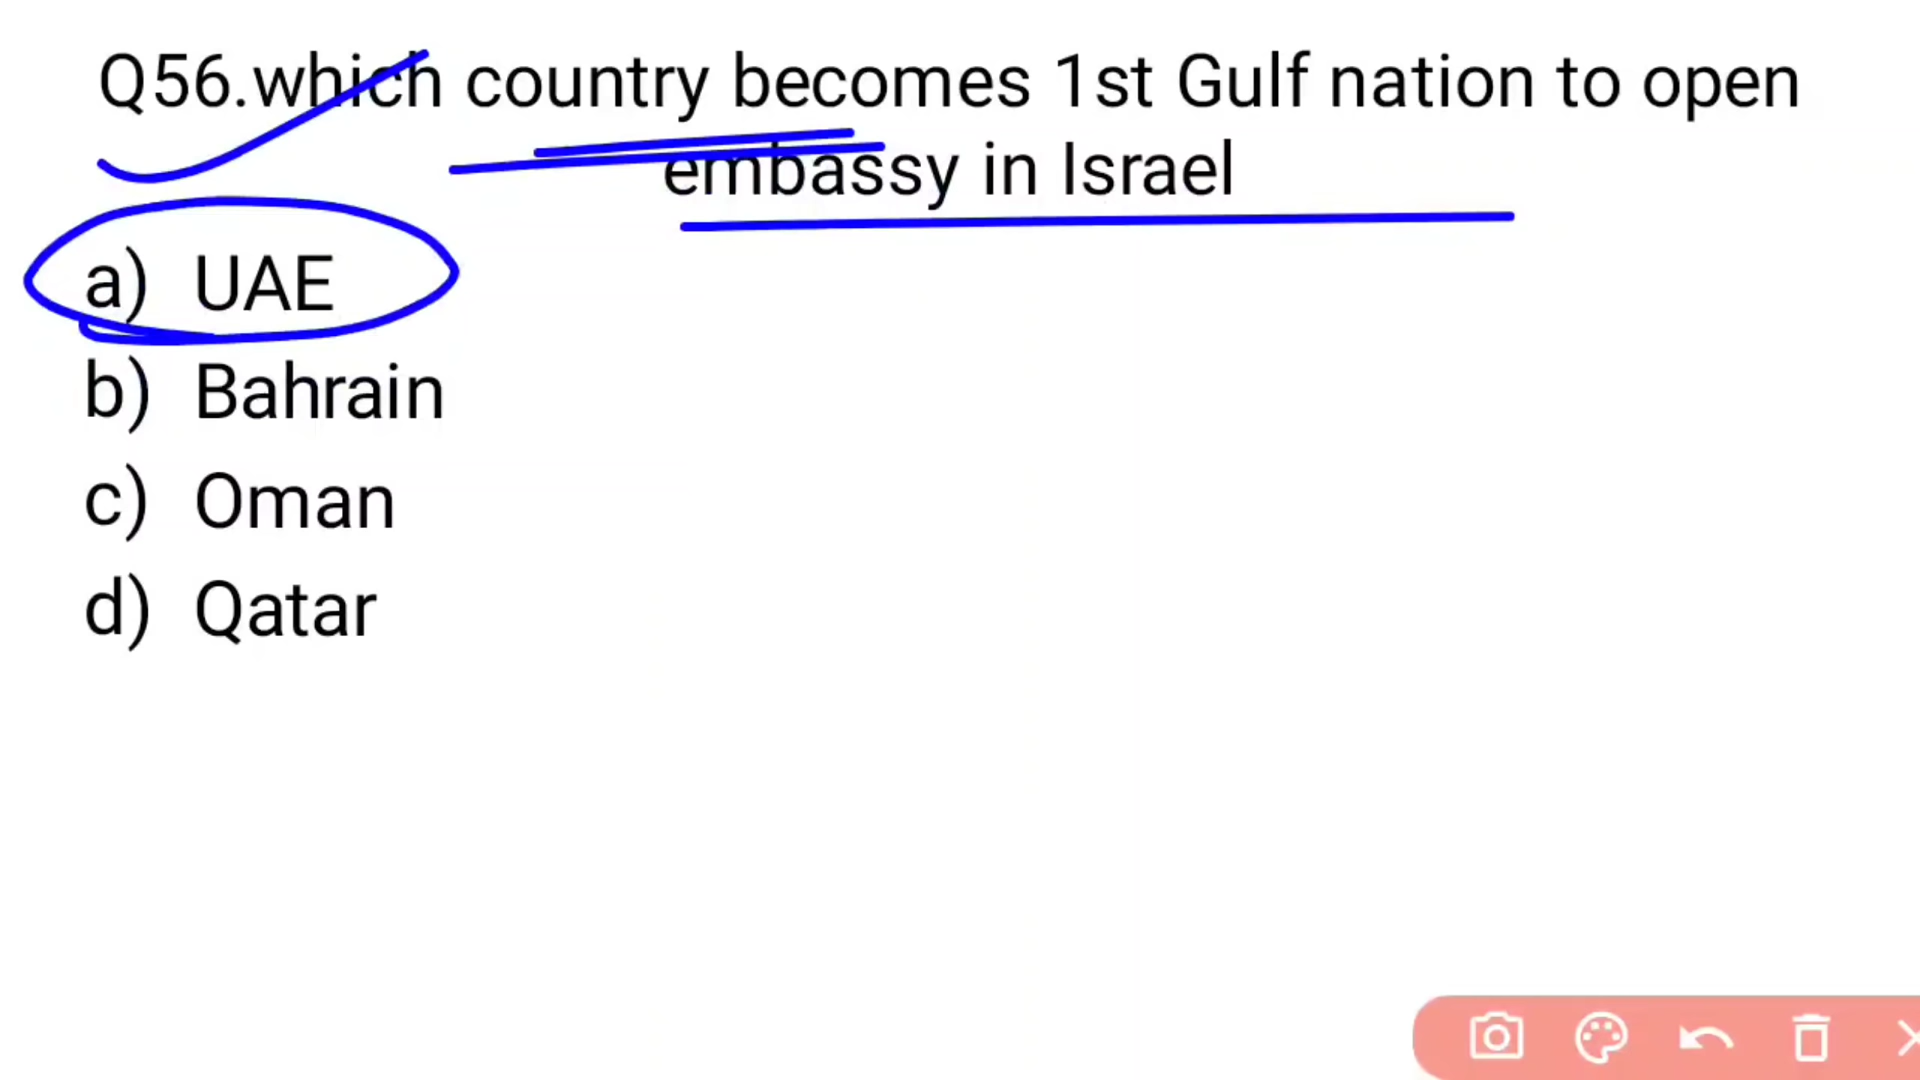 Q56.which country becomes 1st Gulf nation to open
embassy in Israel
a) UAE
b) Bahrain
c) Oman
d) Qatar